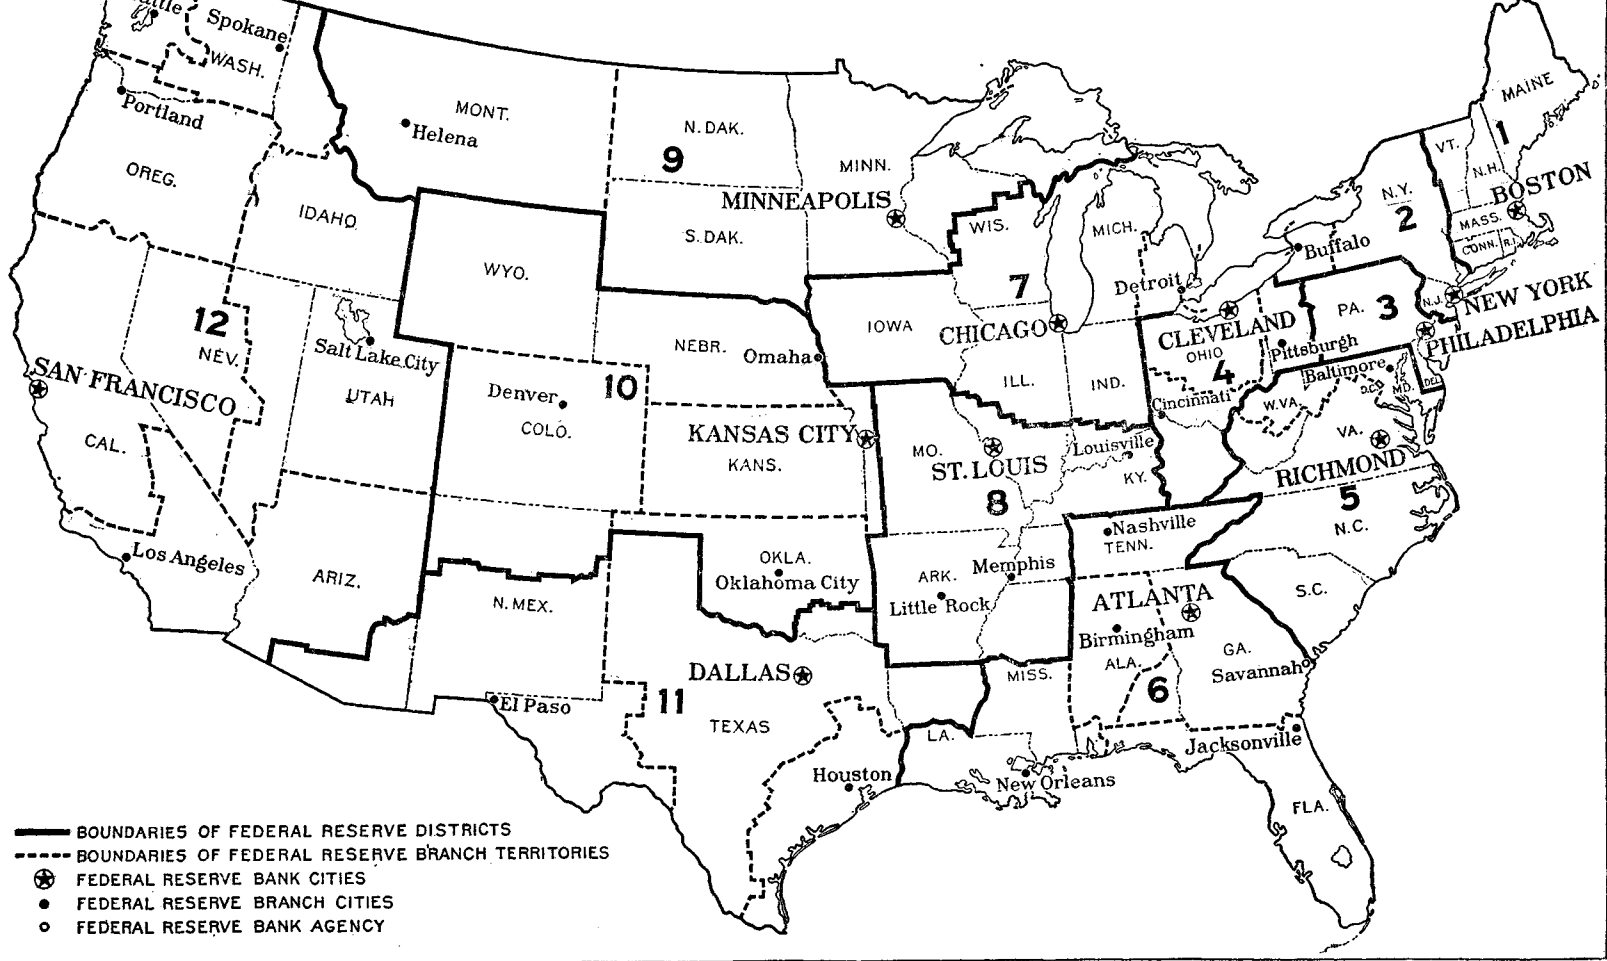 Spokane
WASH.
Portland
OREG.
MONT.
Helena
IDAHO
N. DAK.
9
MINN.
MINNEAPOLIS
S. DAK.
WYO.
WIS.
MICH.
7
Detroit
MAINE
VT.
1
N.H.
BOSTON
N.Y.
2
MASS.
CONN.
R.I.
Buffalo
12
NEV.
SAN FRANCISCO
Salt Lake City
UTAH
CAL.
Los Angeles
ARIZ.
NEBR.
Omaha
IOWA
CHICAGO
ILL.
IND.
CLEVELAND
OHIO
4
Cincinnati
PA.
3
Pittsburgh
N.J.
NEW YORK
PHILADELPHIA
Baltimore
D.C.
MD.
DEL.
W.VA.
VA.
RICHMOND
5
N.C.
10
Denver
COLO.
KANSAS CITY
KANS.
MO.
ST. LOUIS
8
Louisville
KY.
Nashville
TENN.
Memphis
ARK.
Little Rock
OKLA.
Oklahoma City
N. MEX.
El Paso
DALLAS
11
TEXAS
Houston
LA.
New Orleans
MISS.
ATLANTA
Birmingham
ALA.
6
GA.
Savannah
S.C.
Jacksonville
FLA.
BOUNDARIES OF FEDERAL RESERVE DISTRICTS
BOUNDARIES OF FEDERAL RESERVE BRANCH TERRITORIES
FEDERAL RESERVE BANK CITIES
FEDERAL RESERVE BRANCH CITIES
FEDERAL RESERVE BANK AGENCY